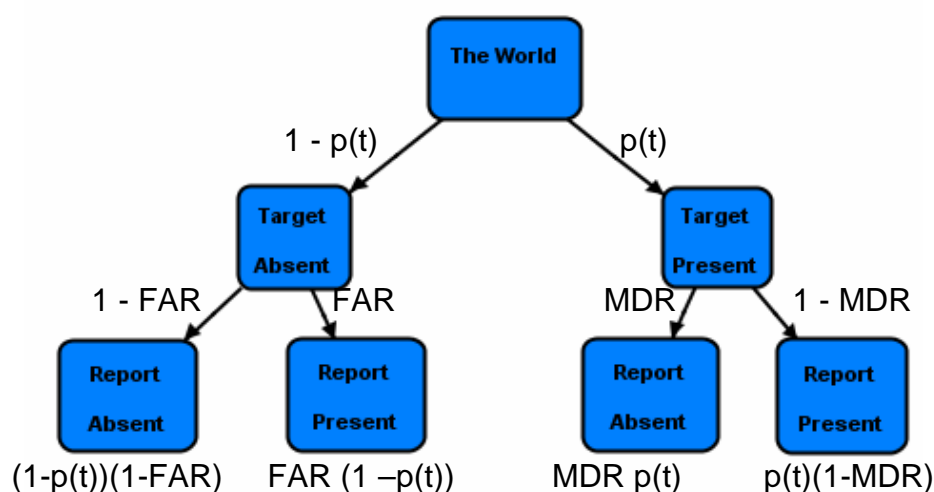 The World
1 - p(t)
p(t)
Target
Absent
Target
Present
1 - FAR
FAR
MDR
1 - MDR
Report
Absent
Report
Present
Report
Absent
Report
Present
(1-p(t))(1-FAR)
FAR (1 –p(t))
MDR p(t)
p(t)(1-MDR)